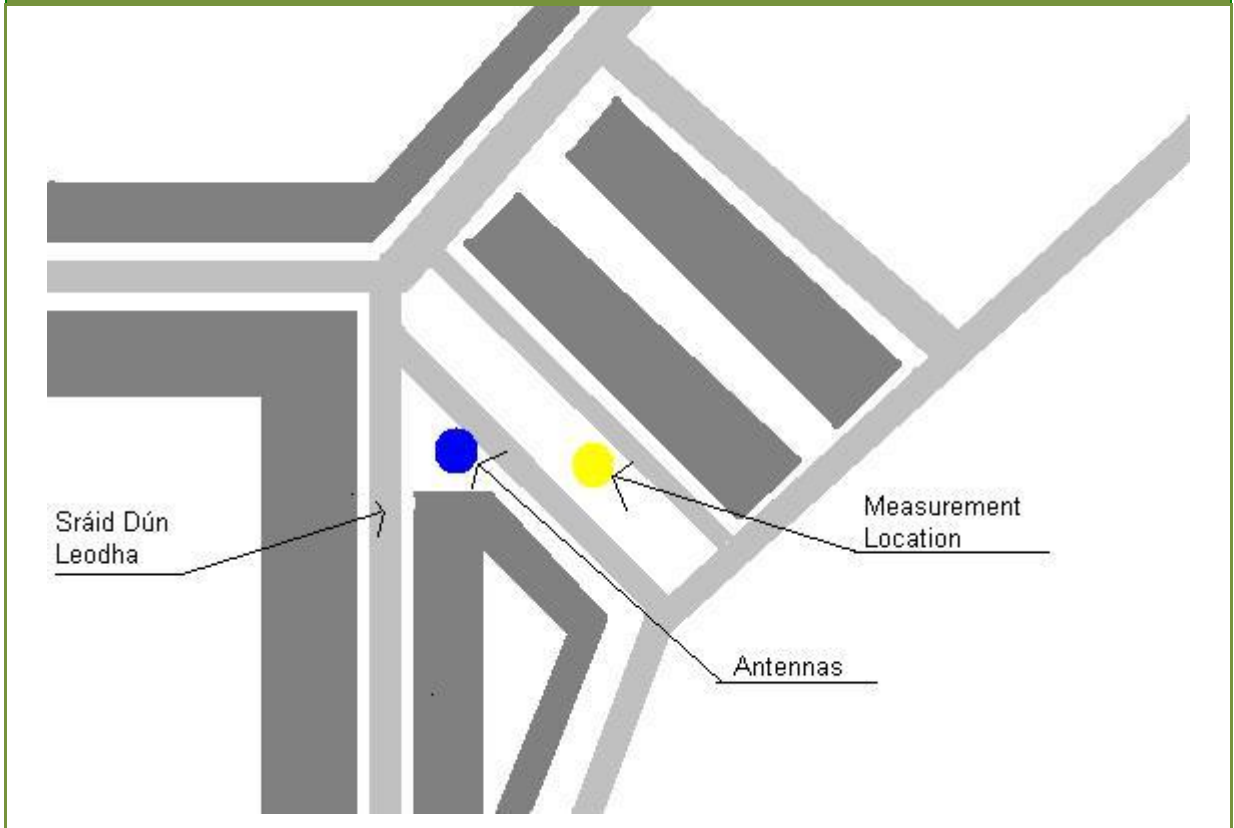 Sráid Dún
Leodha
Measurement
Location
Antennas